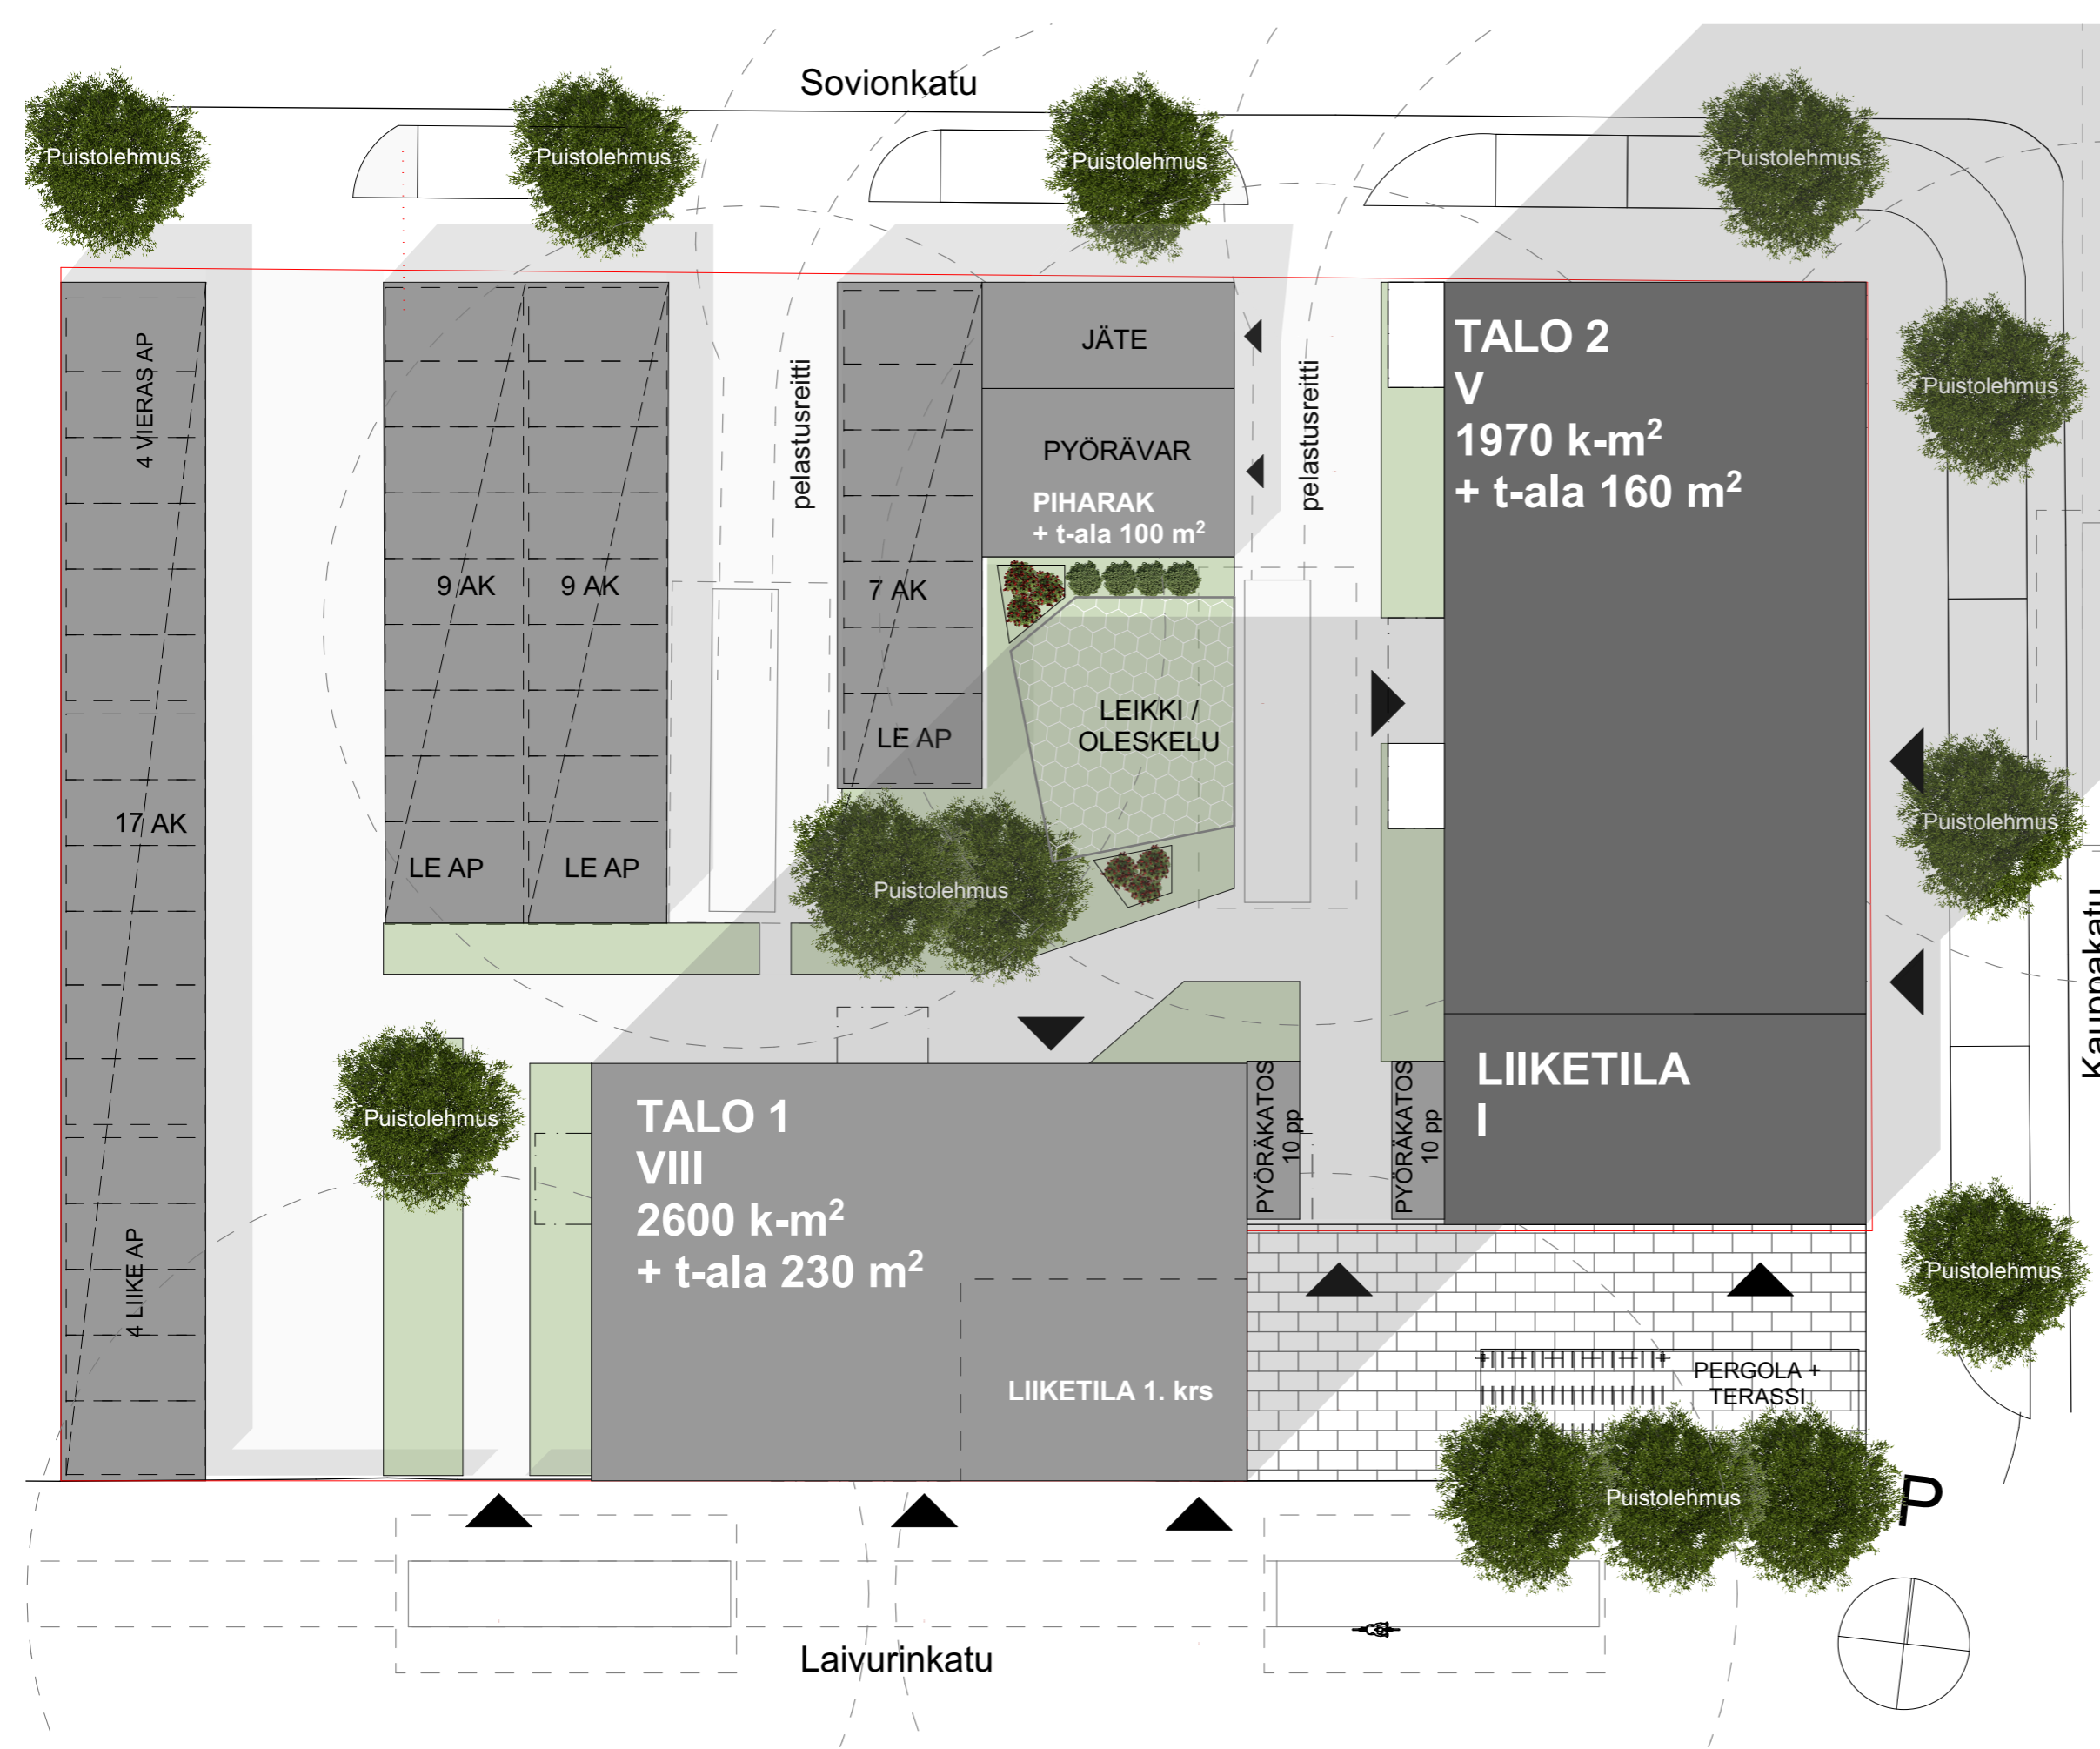 Sovionkatu
Puistolehmus
Puistolehmus
Puistolehmus
Puistolehmus
4 VIERAS AP
17 AK
4 LIIKE AP
9 AK
9 AK
LE AP
LE AP
pelastusreitti
7 AK
LE AP
JÄTE
PYÖRÄVAR
PIHARAK
+ t-ala 100 m²
pelastusreitti
LEIKKI /
OLESKELU
Puistolehmus
TALO 2
V
1970 k-m²
+ t-ala 160 m²
Puistolehmus
Puistolehmus
Kauppakatu
Puistolehmus
TALO 1
VIII
2600 k-m²
+ t-ala 230 m²
LIIKETILA 1. krs
PYÖRÄKATOS
10 pp
PYÖRÄKATOS
10 pp
LIIKETILA
I
Puistolehmus
PERGOLA +
TERASSI
Puistolehmus
P
Laivurinkatu